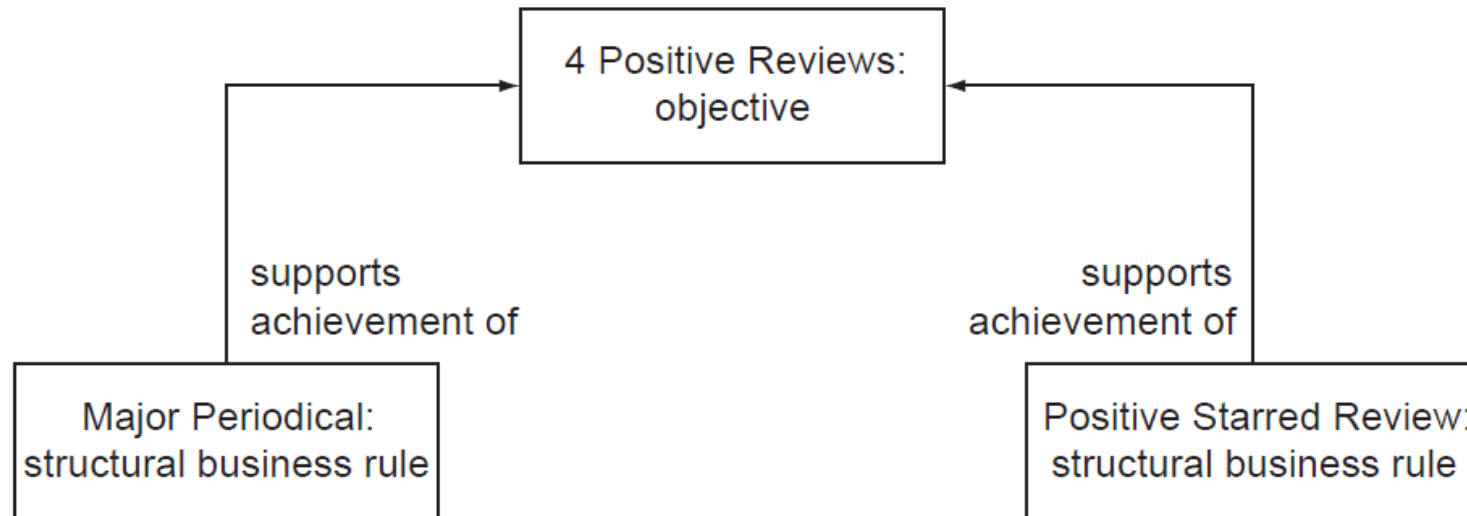 4 Positive Reviews:
objective
supports
achievement of
supports
achievement of
Major Periodical:
structural business rule
Positive Starred Review:
structural business rule